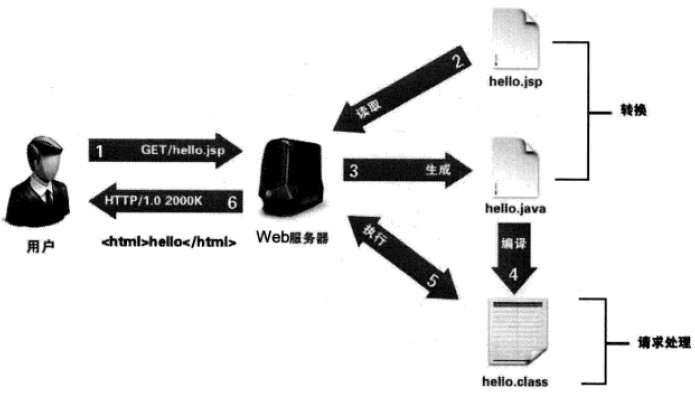 2
读取
hello.jsp
转换
1 GET/hello.jsp
3 生成
HTTP/1.0 2000K 6
hello.java
用户
<html>hello</html>
Web服务器
执行
5
编译
4
请求处理
hello.class